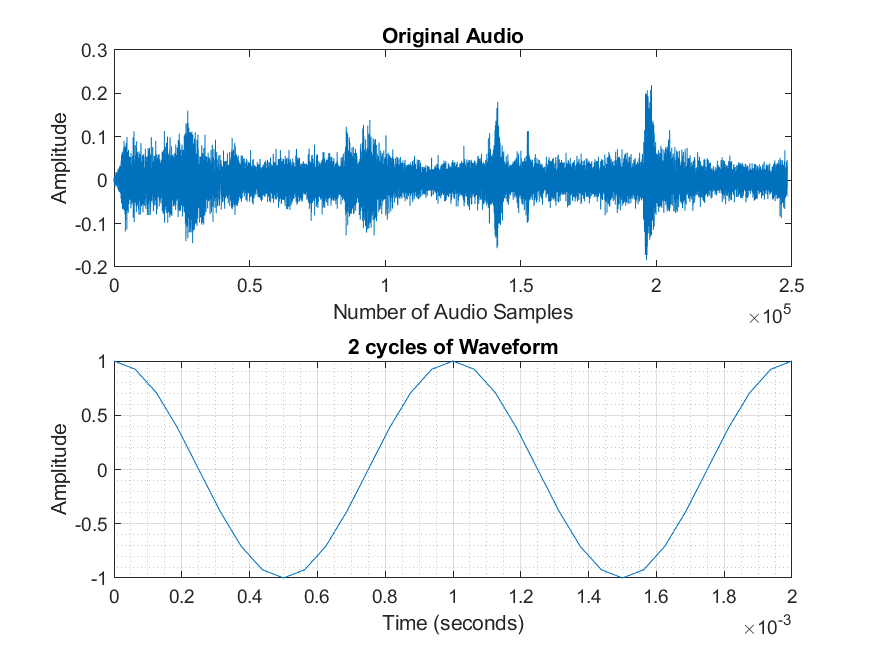 Original Audio
0.3
0.2
0.1
0
-0.1
-0.2
Amplitude
0 0.5 1 1.5 2 2.5
Number of Audio Samples
×10⁵
2 cycles of Waveform
1
0.5
0
-0.5
-1
Amplitude
0 0.2 0.4 0.6 0.8 1 1.2 1.4 1.6 1.8 2
Time (seconds)
×10⁻³